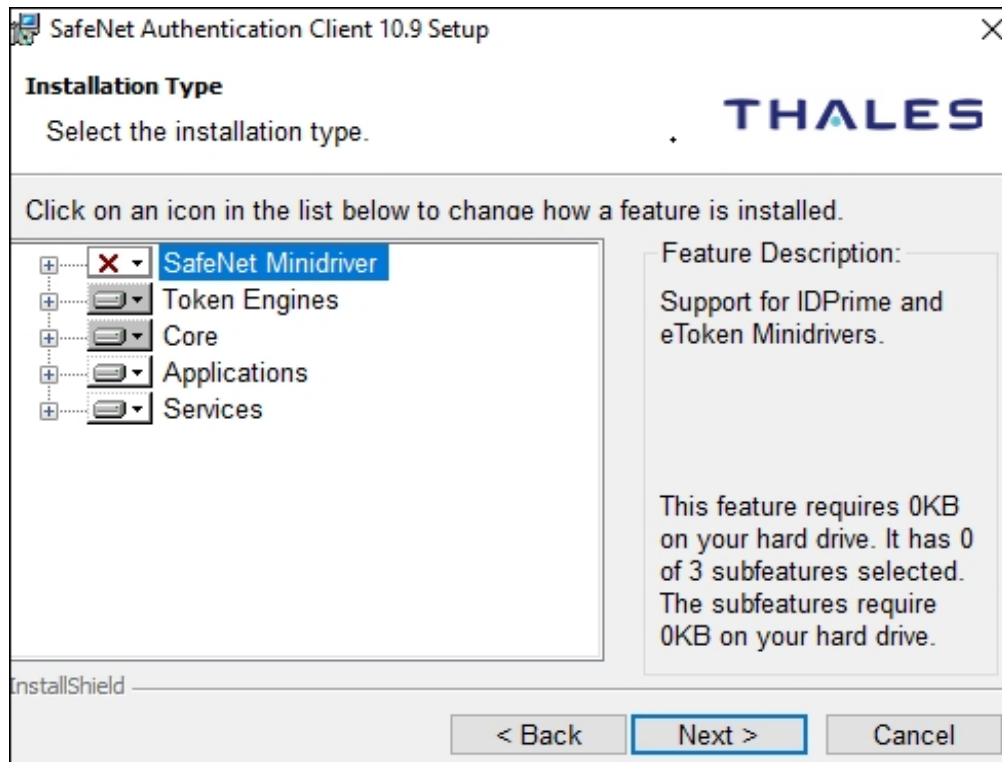 SafeNet Authentication Client 10.9 Setup
Installation Type
Select the installation type.
THALES
Click on an icon in the list below to change how a feature is installed.
SafeNet Minidriver
Token Engines
Core
Applications
Services
Feature Description:
Support for IDPrime and
eToken Minidrivers.
This feature requires 0KB
on your hard drive. It has 0
of 3 subfeatures selected.
The subfeatures require
0KB on your hard drive.
InstallShield
< Back
Next >
Cancel